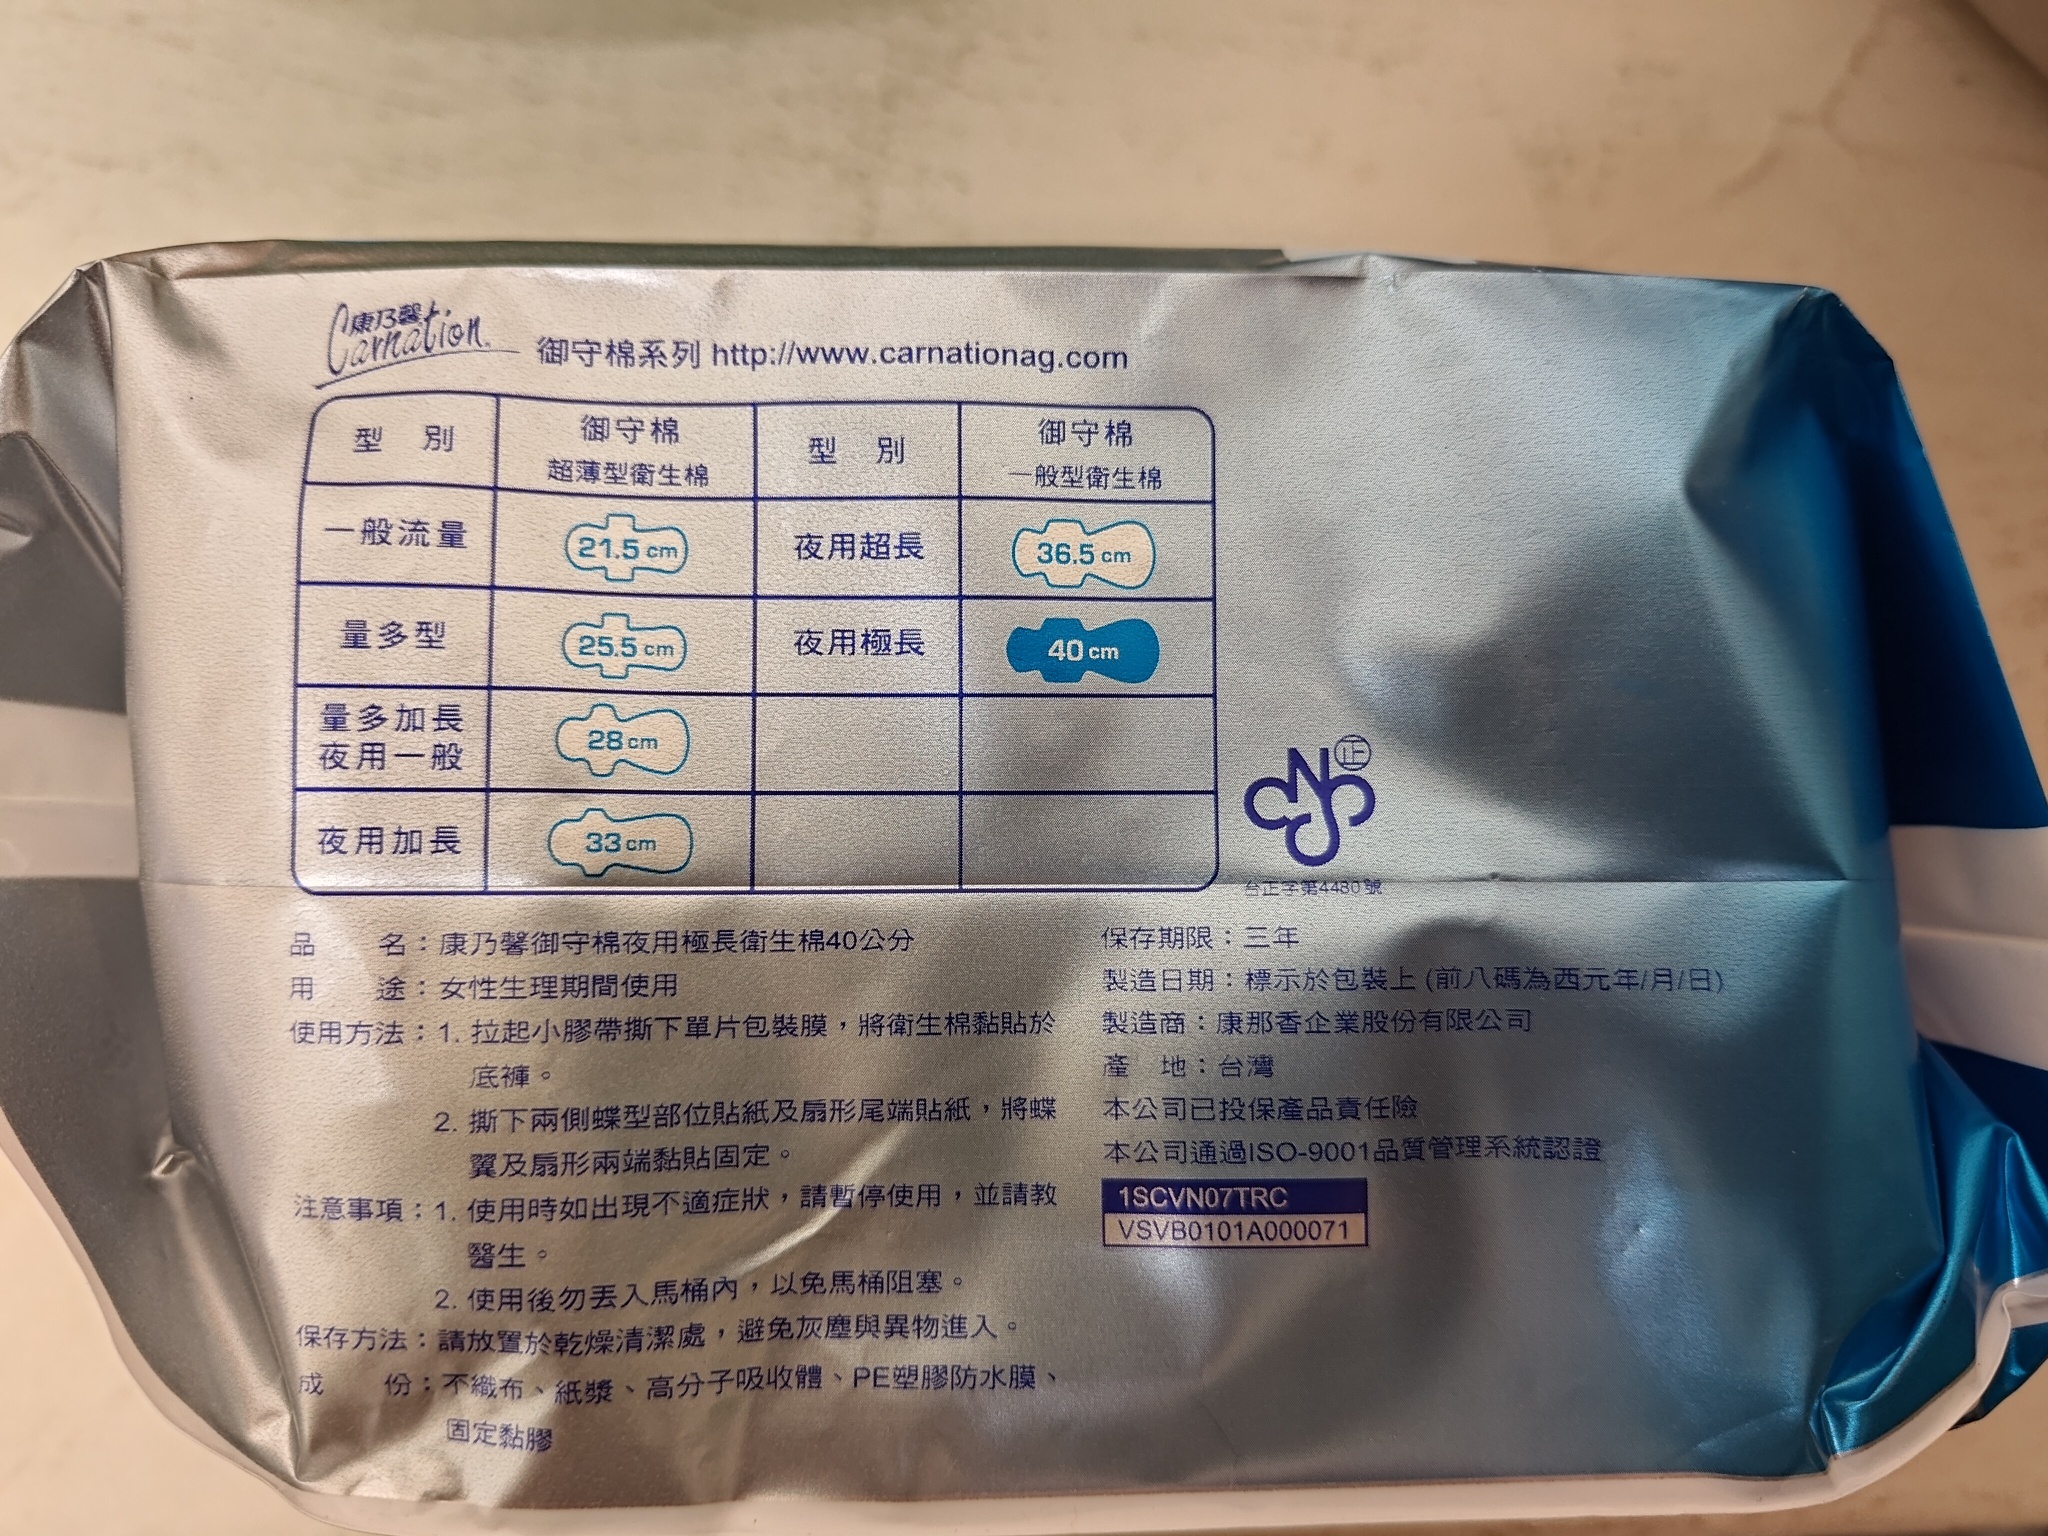 康乃馨
Carnation
御守棉系列 http://www.carnationag.com
型 別 御守棉 超薄型衛生棉 型 別 御守棉 一般型衛生棉
一般流量 21.5 cm 夜用超長 36.5 cm
量多型 25.5 cm 夜用極長 40 cm
量多加長
夜用一般 28 cm
夜用加長 33 cm
CNS 正
台正字第4480號
品 名：康乃馨御守棉夜用極長衛生棉40公分
用 途：女性生理期間使用
使用方法：1. 拉起小膠帶撕下單片包裝膜，將衛生棉黏貼於
底褲。
2. 撕下兩側蝶型部位貼紙及扇形尾端貼紙，將蝶
翼及扇形兩端黏貼固定。
注意事項：1. 使用時如出現不適症狀，請暫停使用，並請教
醫生。
2. 使用後勿丟入馬桶內，以免馬桶阻塞。
保存方法：請放置於乾燥清潔處，避免灰塵與異物進入。
成 份：不織布、紙漿、高分子吸收體、PE塑膠防水膜、
固定黏膠
保存期限：三年
製造日期：標示於包裝上 (前八碼為西元年/月/日)
製造商：康那香企業股份有限公司
產 地：台灣
本公司已投保產品責任險
本公司通過ISO-9001品質管理系統認證
1SCVN07TRC
VSVB0101A000071